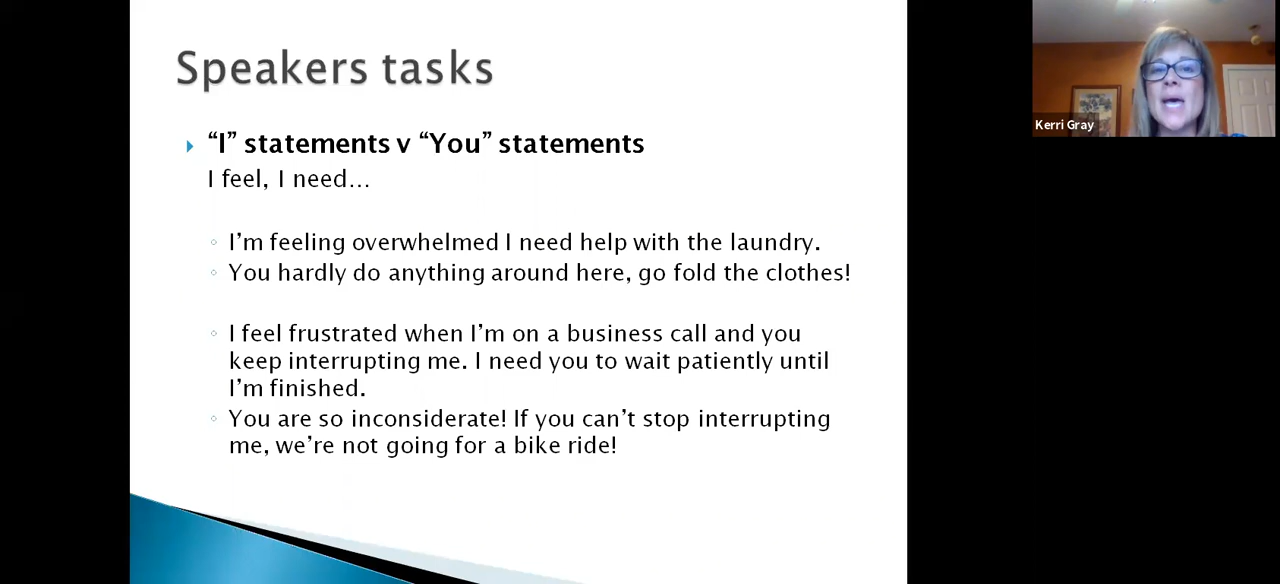 Speakers tasks
“I” statements v “You” statements
I feel, I need…
I’m feeling overwhelmed I need help with the laundry.
You hardly do anything around here, go fold the clothes!
I feel frustrated when I’m on a business call and you
keep interrupting me. I need you to wait patiently until
I’m finished.
You are so inconsiderate! If you can’t stop interrupting
me, we’re not going for a bike ride!
Kerri Gray